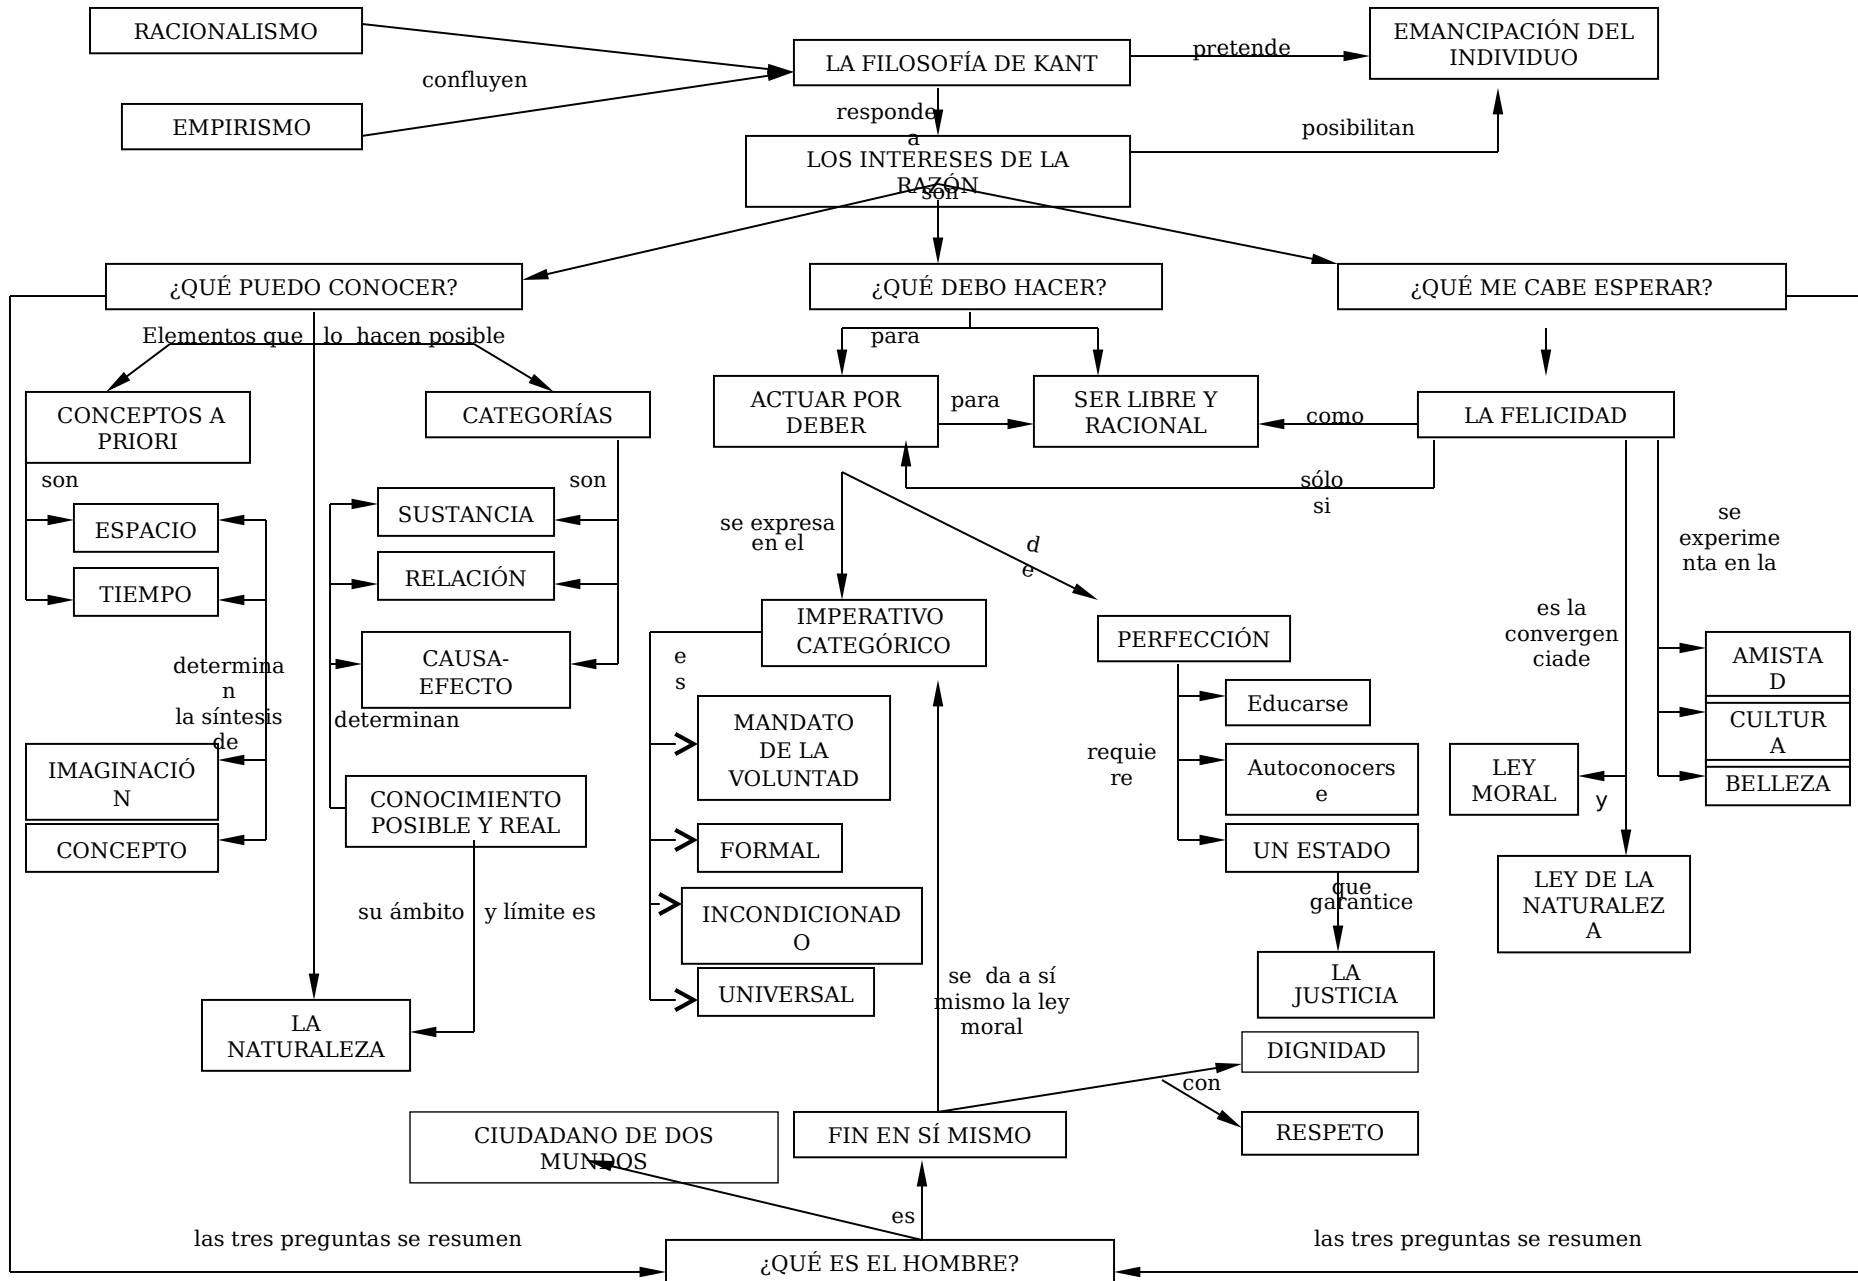 RACIONALISMO
EMPIRISMO
confluyen
LA FILOSOFÍA DE KANT
pretende
EMANCIPACIÓN DEL
INDIVIDUO
responde
a
LOS INTERESES DE LA
RAZÓN
son
posibilitan
¿QUÉ PUEDO CONOCER?
¿QUÉ DEBO HACER?
¿QUÉ ME CABE ESPERAR?
Elementos que lo hacen posible
para
CONCEPTOS A
PRIORI
CATEGORÍAS
ACTUAR POR
DEBER
para
SER LIBRE Y
RACIONAL
como
LA FELICIDAD
son
ESPACIO
TIEMPO
determina
n
la síntesis
de
IMAGINACIÓ
N
CONCEPTO
son
SUSTANCIA
RELACIÓN
CAUSA-
EFECTO
determinan
CONOCIMIENTO
POSIBLE Y REAL
su ámbito y límite es
LA
NATURALEZA
sólo
si
se expresa
en el
d
e
IMPERATIVO
CATEGÓRICO
e
s
MANDATO
DE LA
VOLUNTAD
FORMAL
INCONDICIONAD
O
UNIVERSAL
PERFECCIÓN
requie
re
Educarse
Autoconocers
e
UN ESTADO
que
garantice
LA
JUSTICIA
se
experime
nta en la
es la
convergen
ciade
AMISTA
D
CULTUR
A
BELLEZA
LEY
MORAL
y
LEY DE LA
NATURALEZ
A
se da a sí
mismo la ley
moral
DIGNIDAD
con
RESPETO
CIUDADANO DE DOS
MUNDOS
FIN EN SÍ MISMO
es
las tres preguntas se resumen
¿QUÉ ES EL HOMBRE?
las tres preguntas se resumen